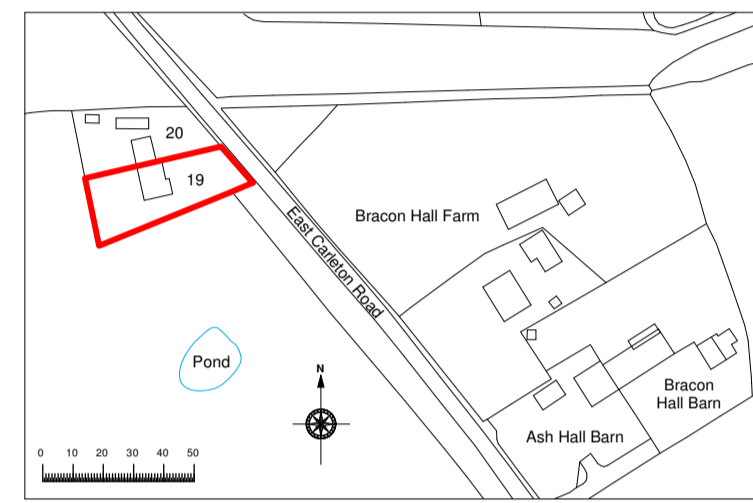 20
19
East Carleton Road
Bracon Hall Farm
Pond
N
Bracon
Hall Barn
Ash Hall Barn
0 10 20 30 40 50